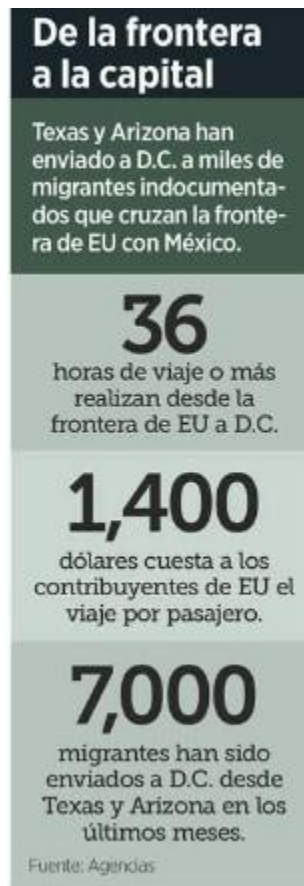 De la frontera
a la capital
Texas y Arizona han
enviado a D.C. a miles de
migrantes indocumenta-
dos que cruzan la fronte-
ra de EU con México.
36
horas de viaje o más
realizan desde la
frontera de EU a D.C.
1,400
dólares cuesta a los
contribuyentes de EU el
viaje por pasajero.
7,000
migrantes han sido
enviados a D.C. desde
Texas y Arizona en los
últimos meses.
Fuente: Agencias